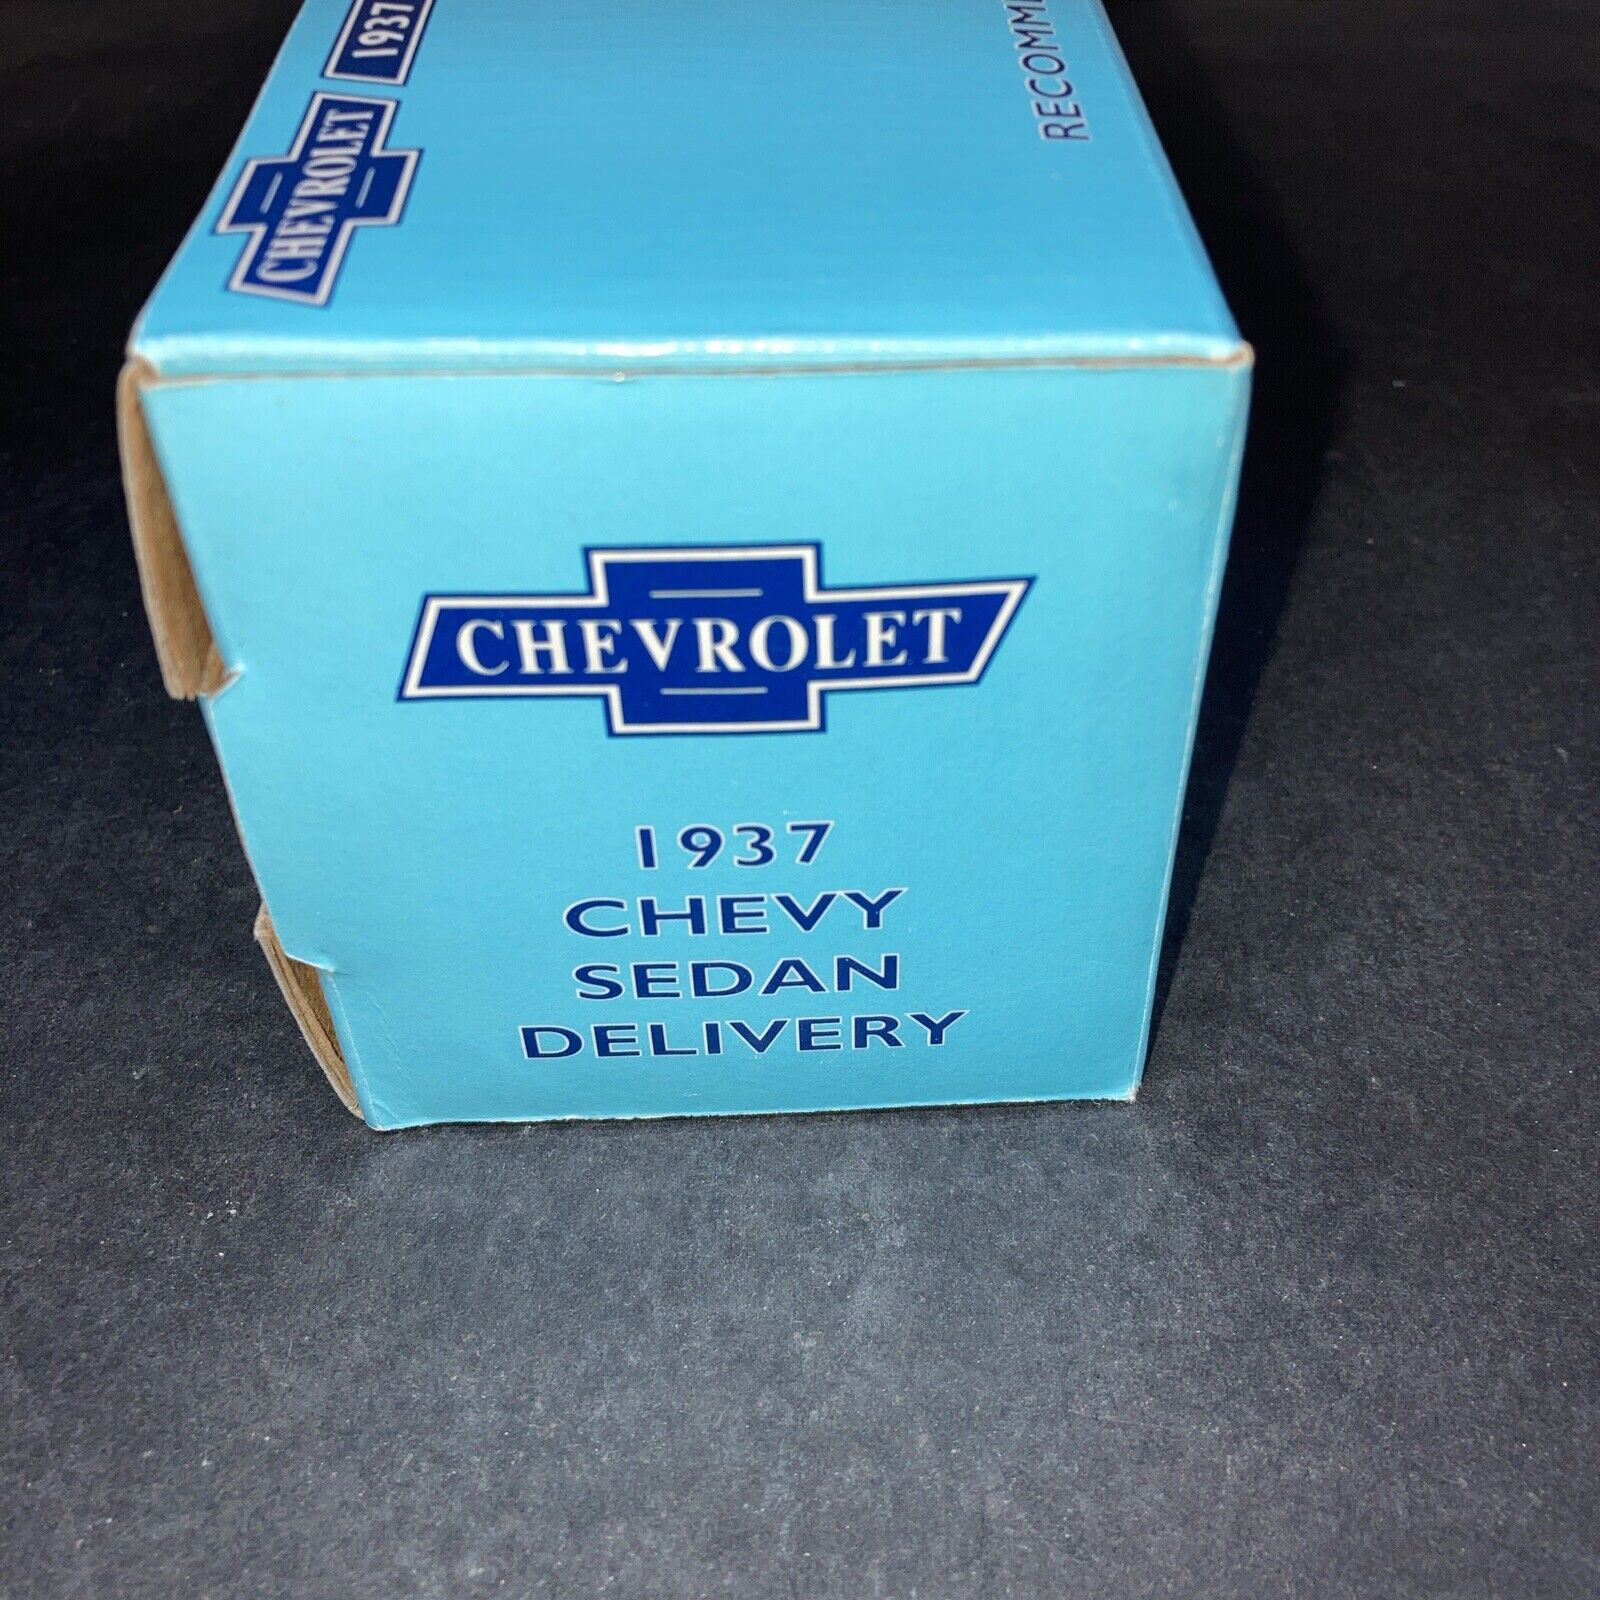 1937
CHEVROLET
CHEVROLET
1937
CHEVY
SEDAN
DELIVERY